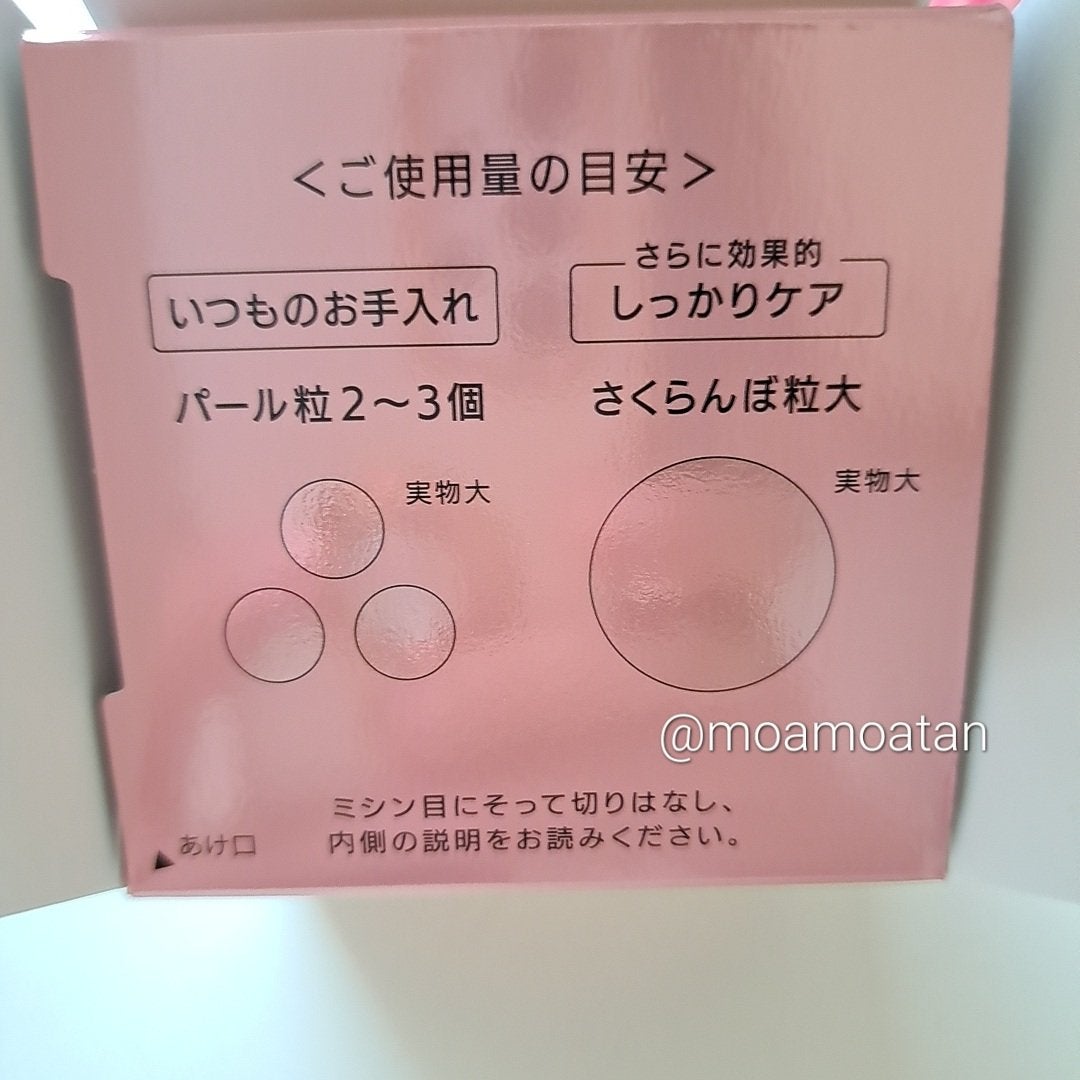 ＜ご使用量の目安＞
いつものお手入れ
パール粒2〜3個
実物大
さらに効果的
しっかりケア
さくらんぼ粒大
実物大
@moamoatan
ミシン目にそって切りはなし、
内側の説明をお読みください。
▲あけ口